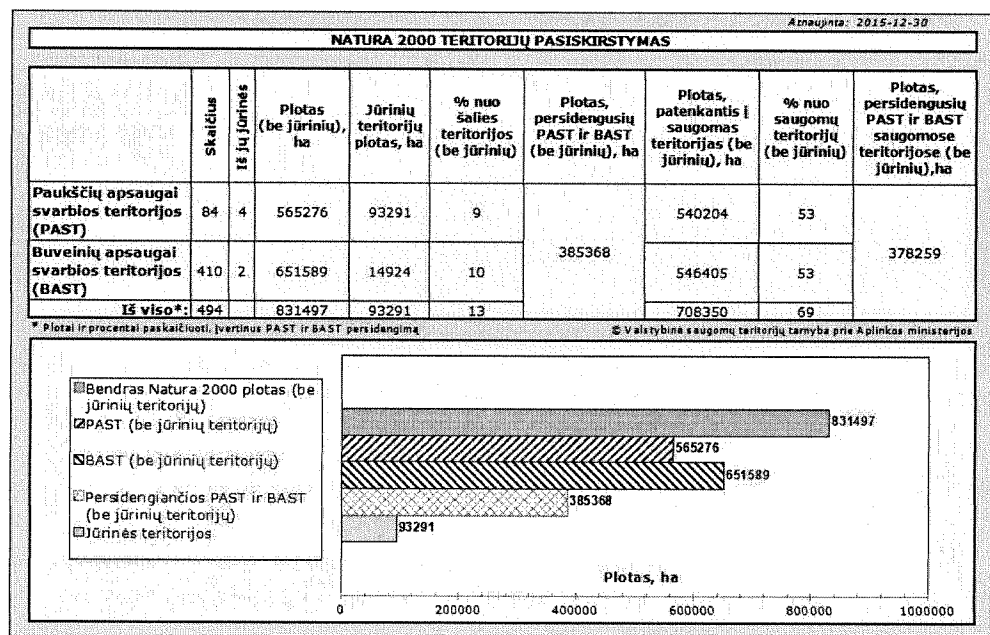 Atnaujinta: 2015-12-30
NATURA 2000 TERITORIJŲ PASISKIRSTYMAS
Skaičius
Iš jų jūrinės
Plotas
(be jūrinių),
ha
Jūrinių
teritorijų
plotas, ha
% nuo
šalies
teritorijos
(be jūrinių)
Plotas,
persidengusių
PAST ir BAST
(be jūrinių), ha
Plotas,
patenkantis į
saugomas
teritorijas (be
jūrinių), ha
% nuo
saugomų
teritorijų
(be jūrinių)
Plotas,
persidengusių
PAST ir BAST
saugomose
teritorijose (be
jūrinių),ha
Paukščių apsaugai
svarbios teritorijos
(PAST)
84 4 565276 93291 9 540204 53
Buveinių apsaugai
svarbios teritorijos
(BAST)
410 2 651589 14924 10 385368 546405 53 378259
Iš viso*: 494 831497 93291 13 708350 69
* Plotai ir procentai paskaičiuoti, įvertinus PAST ir BAST persidengimą
© Valstybinė saugomų teritorijų tarnyba prie Aplinkos ministerijos
Bendras Natura 2000 plotas (be
jūrinių teritorijų)
PAST (be jūrinių teritorijų)
BAST (be jūrinių teritorijų)
Persidengiančios PAST ir BAST
(be jūrinių teritorijų)
Jūrinės teritorijos
831497
565276
651589
385368
93291
Plotas, ha
0 200000 400000 600000 800000 1000000